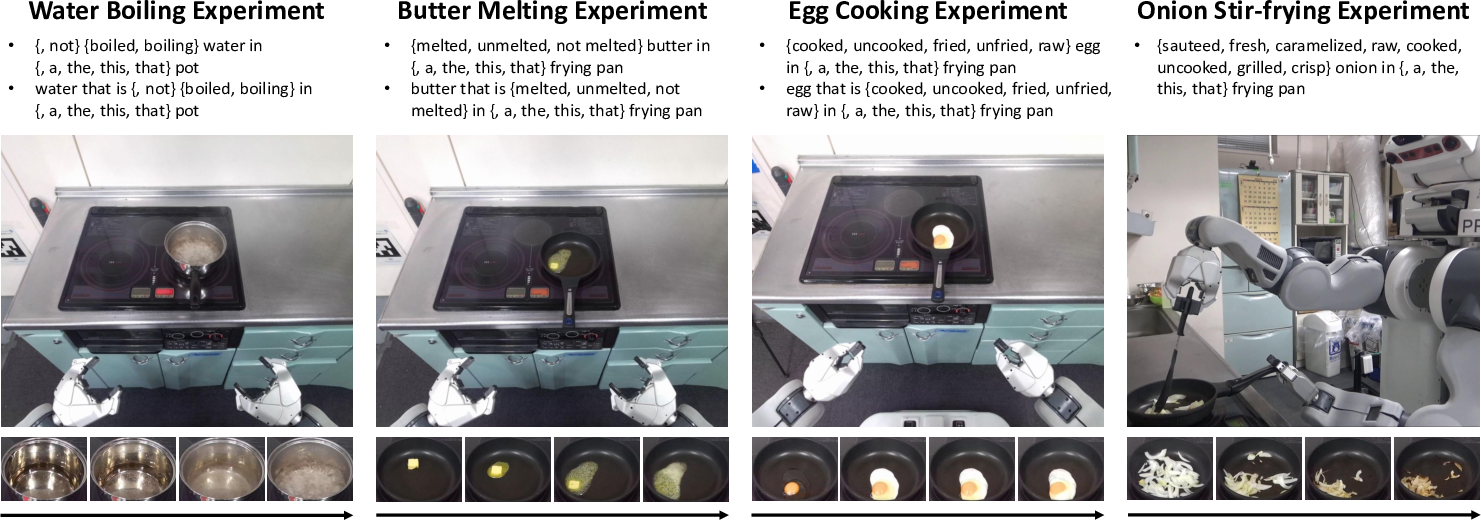 Water Boiling Experiment
• {, not} {boiled, boiling} water in
{, a, the, this, that} pot
• water that is {, not} {boiled, boiling} in
{, a, the, this, that} pot
Butter Melting Experiment
• {melted, unmelted, not melted} butter in
{, a, the, this, that} frying pan
• butter that is {melted, unmelted, not
melted} in {, a, the, this, that} frying pan
Egg Cooking Experiment
• {cooked, uncooked, fried, unfried, raw} egg
in {, a, the, this, that} frying pan
• egg that is {cooked, uncooked, fried, unfried,
raw} in {, a, the, this, that} frying pan
Onion Stir-frying Experiment
• {sauteed, fresh, caramelized, raw, cooked,
uncooked, grilled, crisp} onion in {, a, the,
this, that} frying pan